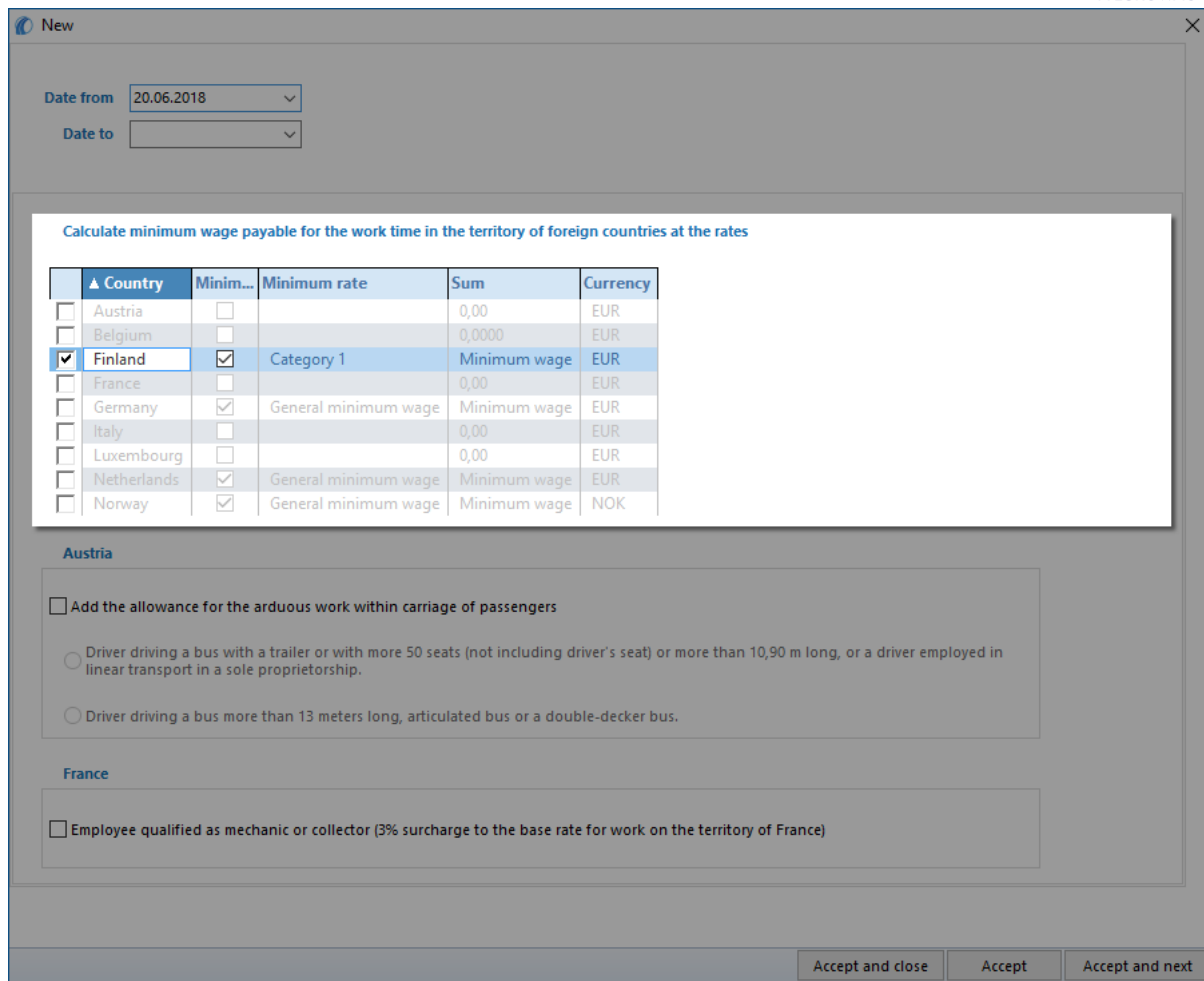 New
Date from 20.06.2018
Date to
Calculate minimum wage payable for the work time in the territory of foreign countries at the rates
▲ Country Minim... Minimum rate Sum Currency
Austria 0,00 EUR
Belgium 0,0000 EUR
Finland Category 1 Minimum wage EUR
France 0,00 EUR
Germany General minimum wage Minimum wage EUR
Italy 0,00 EUR
Luxembourg 0,00 EUR
Netherlands General minimum wage Minimum wage EUR
Norway General minimum wage Minimum wage NOK
Austria
Add the allowance for the arduous work within carriage of passengers
Driver driving a bus with a trailer or with more 50 seats (not including driver's seat) or more than 10,90 m long, or a driver employed in
linear transport in a sole proprietorship.
Driver driving a bus more than 13 meters long, articulated bus or a double-decker bus.
France
Employee qualified as mechanic or collector (3% surcharge to the base rate for work on the territory of France)
Accept and close Accept Accept and next